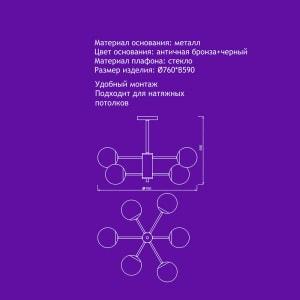 Материал основания: металл
Цвет основания: античная бронза+черный
Материал плафона: стекло
Размер изделия: Ø760*В590
Удобный монтаж
Подходит для натяжных
потолков